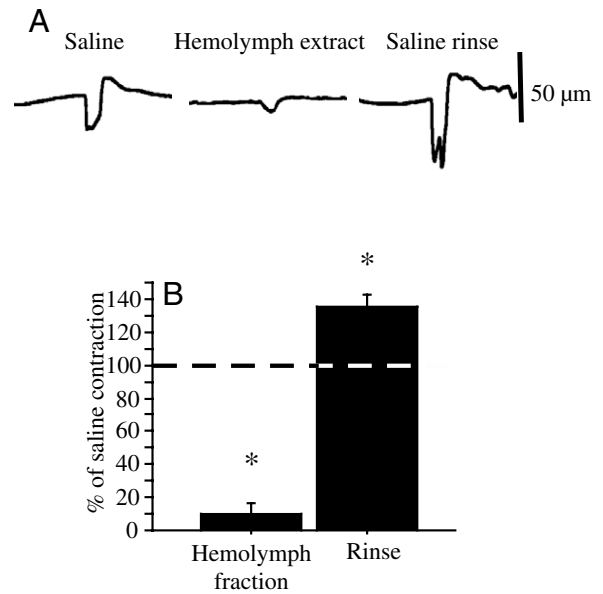 A
Saline
Hemolymph extract
Saline rinse
50 µm
B
*
*
% of saline contraction
140
120
100
80
60
40
20
0
Hemolymph
fraction
Rinse